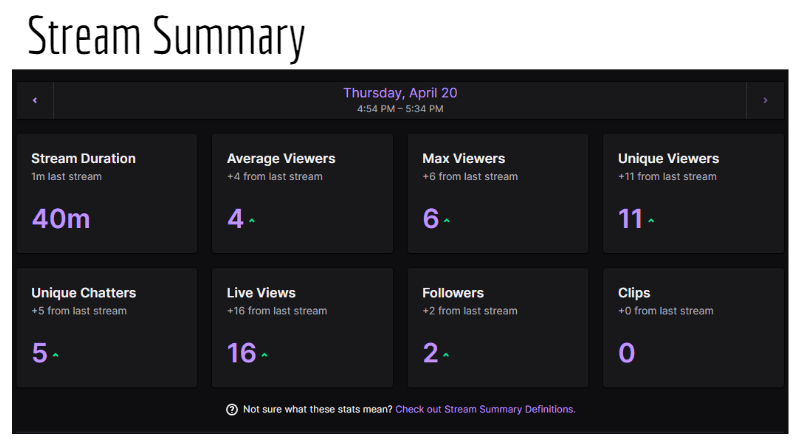 Stream Summary
Thursday, April 20
4:54 PM – 5:34 PM
Stream Duration
1m last stream
40m
Average Viewers
+4 from last stream
4
Max Viewers
+6 from last stream
6
Unique Viewers
+11 from last stream
11
Unique Chatters
+5 from last stream
5
Live Views
+16 from last stream
16
Followers
+2 from last stream
2
Clips
+0 from last stream
0
Not sure what these stats mean? Check out Stream Summary Definitions.